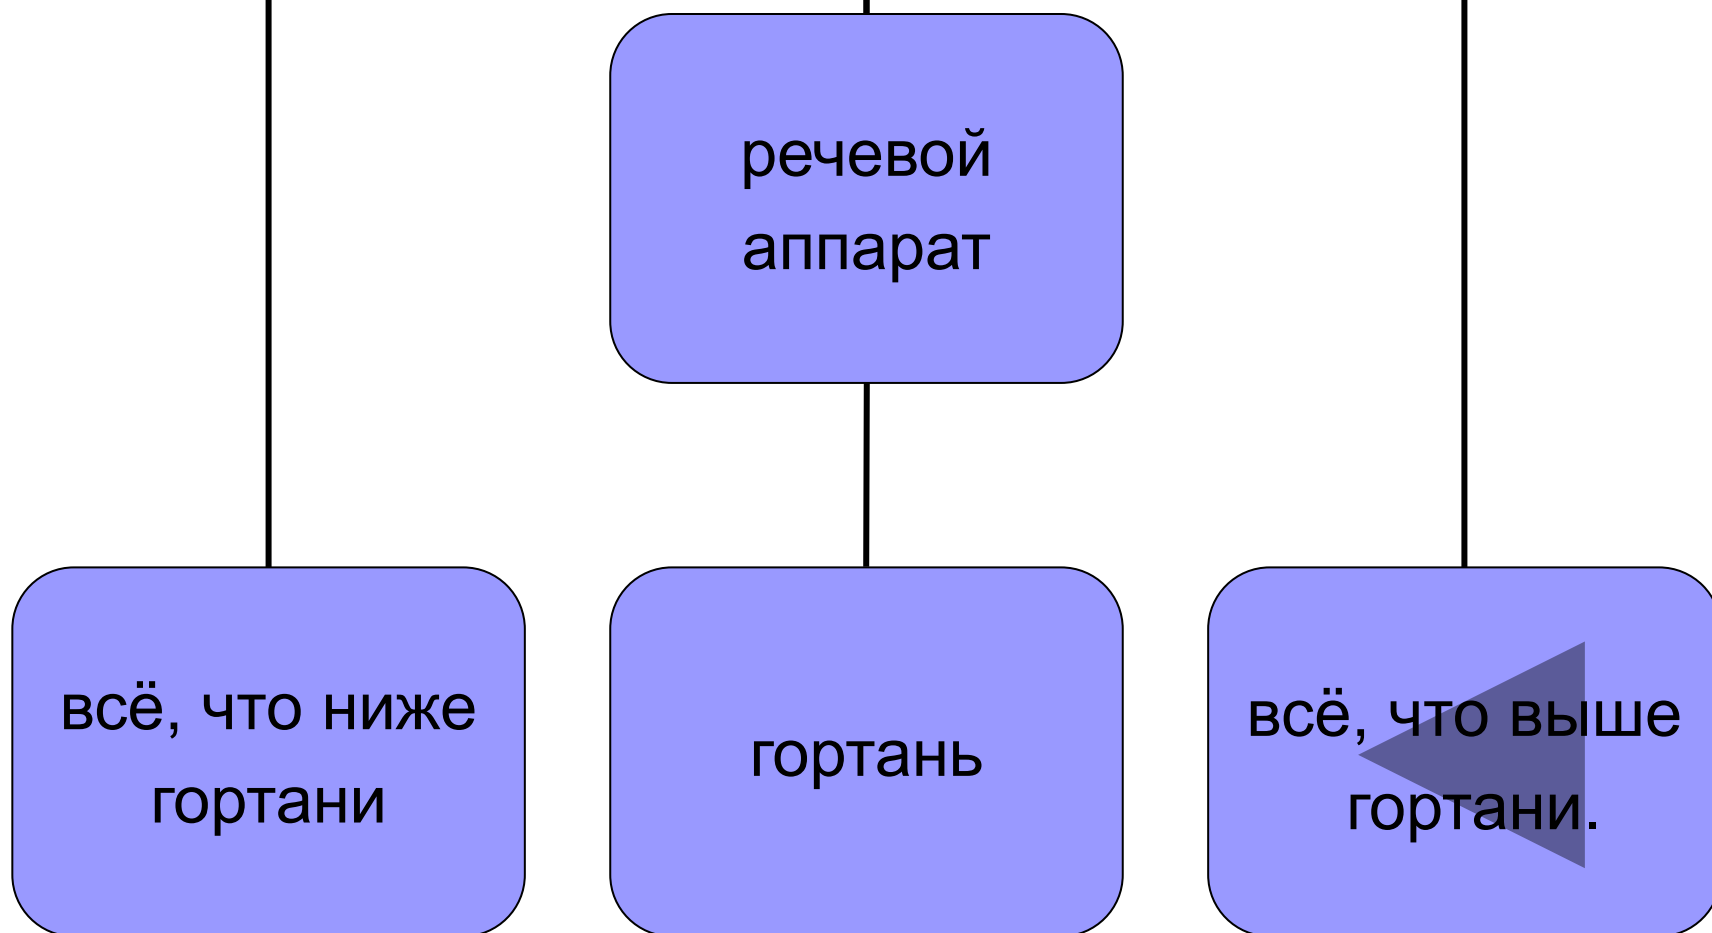 речевой
аппарат
всё, что ниже
гортани
гортань
всё, что выше
гортани.